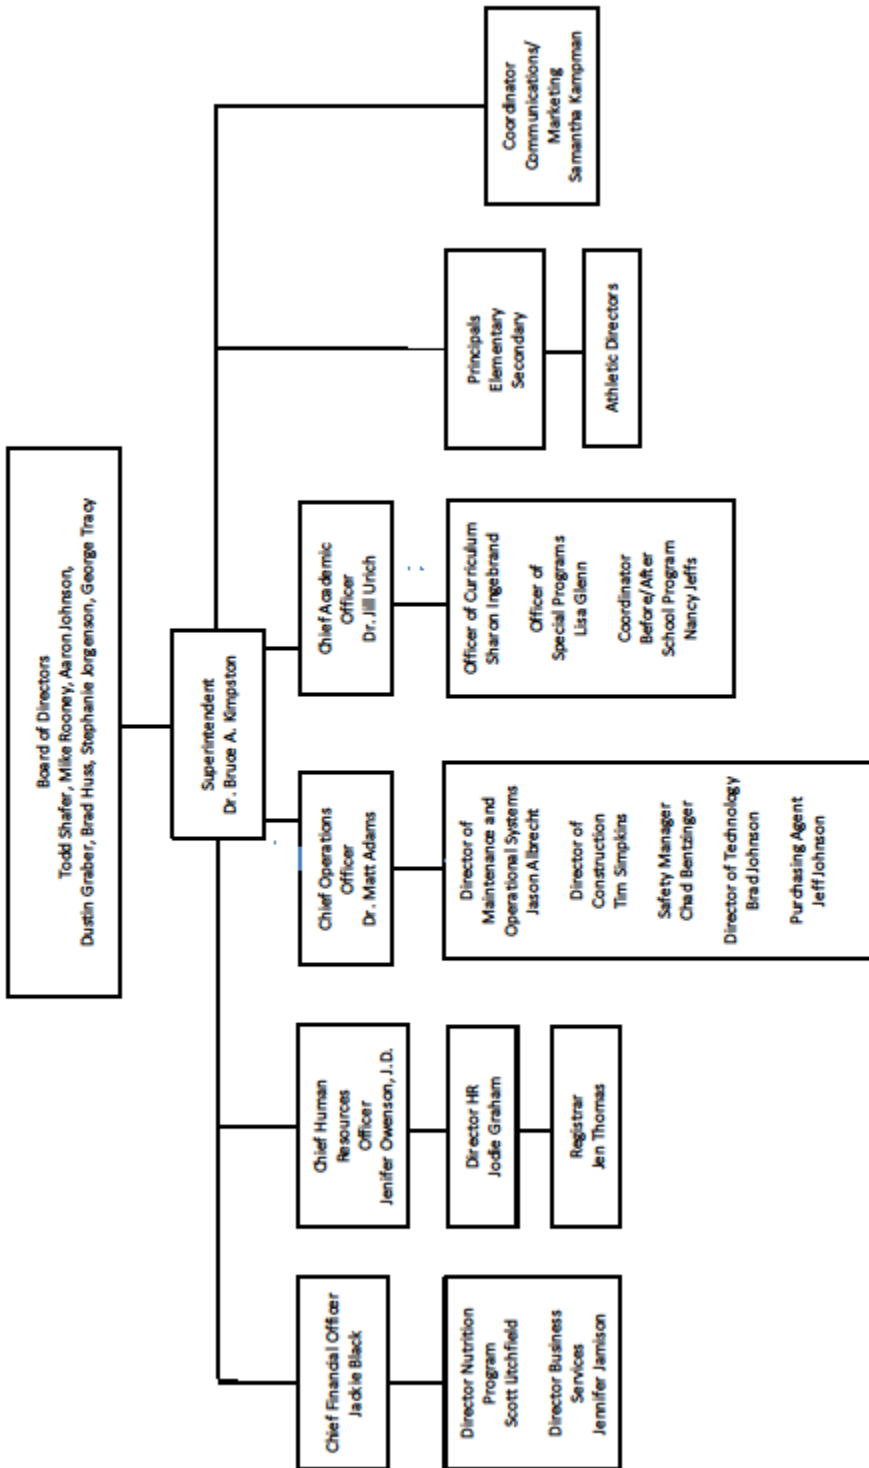 Board of Directors
Todd Shafer, Mike Rooney, Aaron Johnson,
Dustin Graber, Brad Huss, Stephanie Jorgenson, George Tracy
Superintendent
Dr. Bruce A. Kimpston
Chief Financial Officer
Jackie Black
Director Nutrition
Program
Scott Litchfield
Director Business
Services
Jennifer Jamison
Chief Human
Resources
Officer
Jenifer Owenson, J.D.
Director HR
Jodie Graham
Registrar
Jen Thomas
Chief Operations
Officer
Dr. Matt Adams
Director of
Maintenance and
Operational Systems
Jason Albrecht
Director of
Construction
Tim Simpkins
Safety Manager
Chad Bentzinger
Director of Technology
Brad Johnson
Purchasing Agent
Jeff Johnson
Chief Academic
Officer
Dr. Jill Urich
Officer of Curriculum
Sharon Ingebrand
Officer of
Special Programs
Lisa Glenn
Coordinator
Before/After
School Program
Nancy Jeffs
Principals
Elementary
Secondary
Athletic Directors
Coordinator
Communications/
Marketing
Samantha Kampman